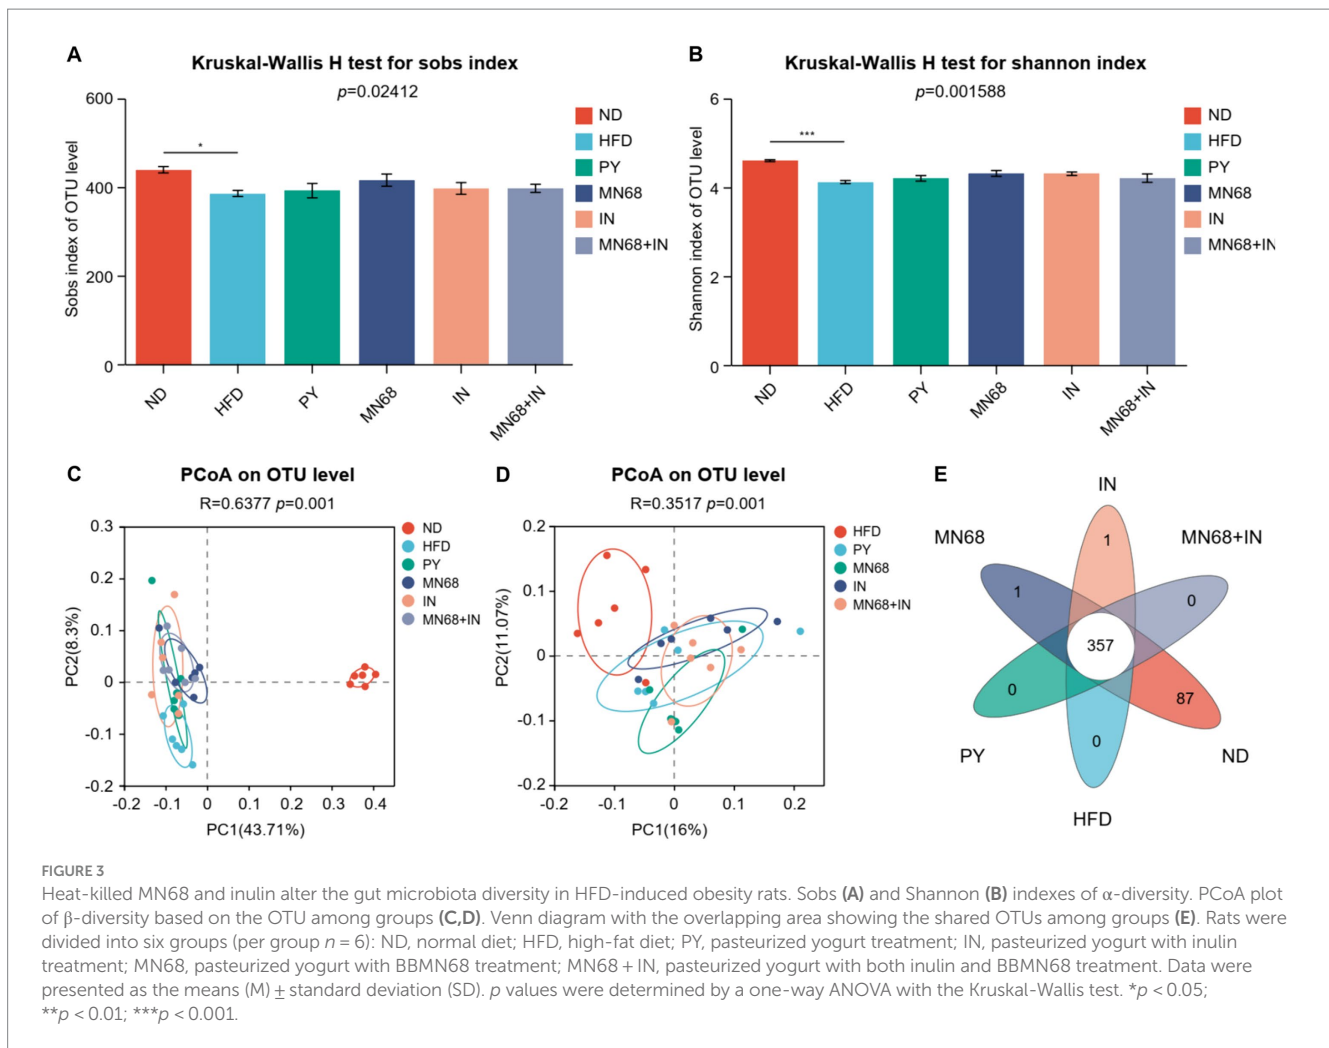 A
Kruskal-Wallis H test for sobs index
p=0.02412
Sobs index of OTU level
600
400
200
0
*
ND
HFD
PY
MN68
IN
MN68+IN
ND
HFD
PY
MN68
IN
MN68+IN
B
Kruskal-Wallis H test for shannon index
p=0.001588
Shannon index of OTU level
6
4
2
0
***
ND
HFD
PY
MN68
IN
MN68+IN
ND
HFD
PY
MN68
IN
MN68+IN
C
PCoA on OTU level
R=0.6377 p=0.001
PC2(8.3%)
0.3
0.2
0.1
0
-0.1
-0.2
-0.2
-0.1
0
0.1
0.2
0.3
0.4
PC1(43.71%)
ND
HFD
PY
MN68
IN
MN68+IN
D
PCoA on OTU level
R=0.3517 p=0.001
PC2(11.07%)
0.2
0.1
0
-0.1
-0.2
-0.2
-0.1
0
0.1
0.2
PC1(16%)
HFD
PY
MN68
IN
MN68+IN
E
IN
MN68
MN68+IN
1
1
0
357
0
87
0
PY
ND
HFD
FIGURE 3
Heat-killed MN68 and inulin alter the gut microbiota diversity in HFD-induced obesity rats. Sobs (A) and Shannon (B) indexes of α-diversity. PCoA plot
of β-diversity based on the OTU among groups (C,D). Venn diagram with the overlapping area showing the shared OTUs among groups (E). Rats were
divided into six groups (per group n = 6): ND, normal diet; HFD, high-fat diet; PY, pasteurized yogurt treatment; IN, pasteurized yogurt with inulin
treatment; MN68, pasteurized yogurt with BBMN68 treatment; MN68 + IN, pasteurized yogurt with both inulin and BBMN68 treatment. Data were
presented as the means (M) ± standard deviation (SD). p values were determined by a one-way ANOVA with the Kruskal-Wallis test. *p < 0.05;
**p < 0.01; ***p < 0.001.